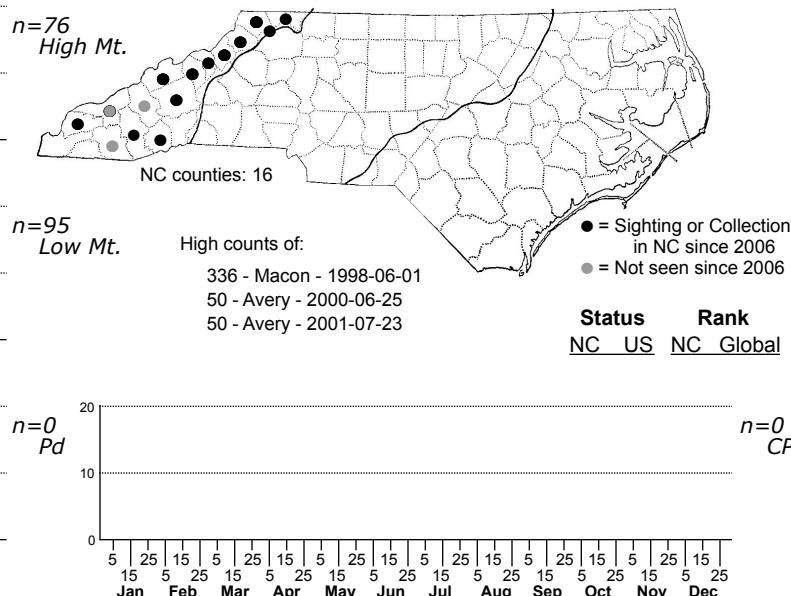 n=76
High Mt.
NC counties: 16
n=95
Low Mt.
High counts of:
336 - Macon - 1998-06-01
50 - Avery - 2000-06-25
50 - Avery - 2001-07-23
● = Sighting or Collection
in NC since 2006
● = Not seen since 2006
Status Rank
NC US NC Global
n=0
Pd
20
10
0
n=0
CP
5 25 15 5 25 15 5 25 15 5 25 15 5 25 15 5 25 15
15 5 25 15 5 25 15 5 25 15 5 25 15 5 25 15 5 25
Jan Feb Mar Apr May Jun Jul Aug Sep Oct Nov Dec